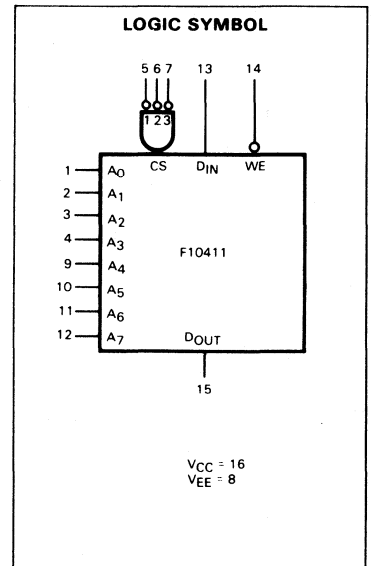 LOGIC SYMBOL
5 6 7 13 14
1 2 3
CS DIN WE
1 A0
2 A1
3 A2
4 A3
F10411
9 A4
10 A5
11 A6
12 A7 DOUT
15
VCC = 16
VEE = 8